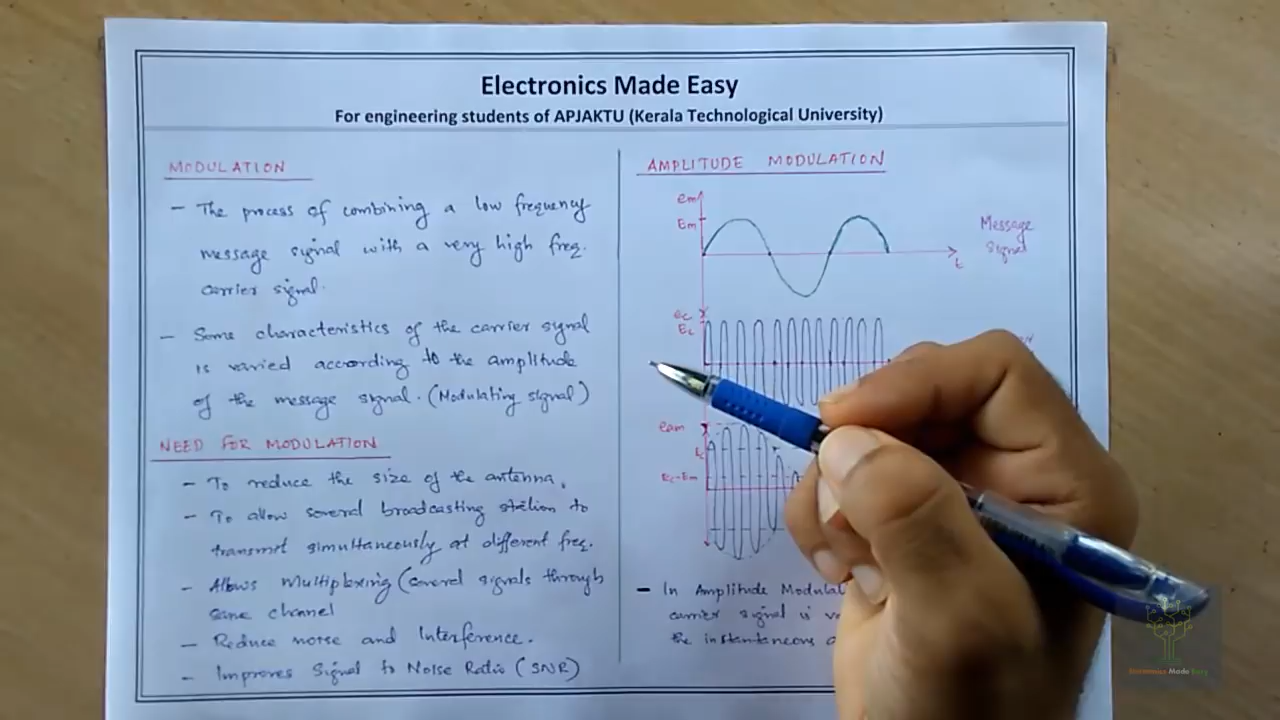 Electronics Made Easy
For engineering students of APJAKTU (Kerala Technological University)
MODULATION
- The process of combining a low frequency
message signal with a very high freq.
carrier signal.
- Some characteristics of the carrier signal
is varied according to the amplitude
of the message signal. (Modulating signal)
NEED FOR MODULATION
- To reduce the size of the antenna.
- To allow several broadcasting station to
transmit simultaneously at different freq.
- Allows Multiplexing (several signals through
same channel
- Reduce noise and Interference.
- Improves Signal to Noise Ratio (SNR)
AMPLITUDE MODULATION
em
Em
t
Message
Signal
ec
Ec
eam
Ec
Ec-Em
- In Amplitude
carrier signal is
the instantaneous
Electronics Made Easy